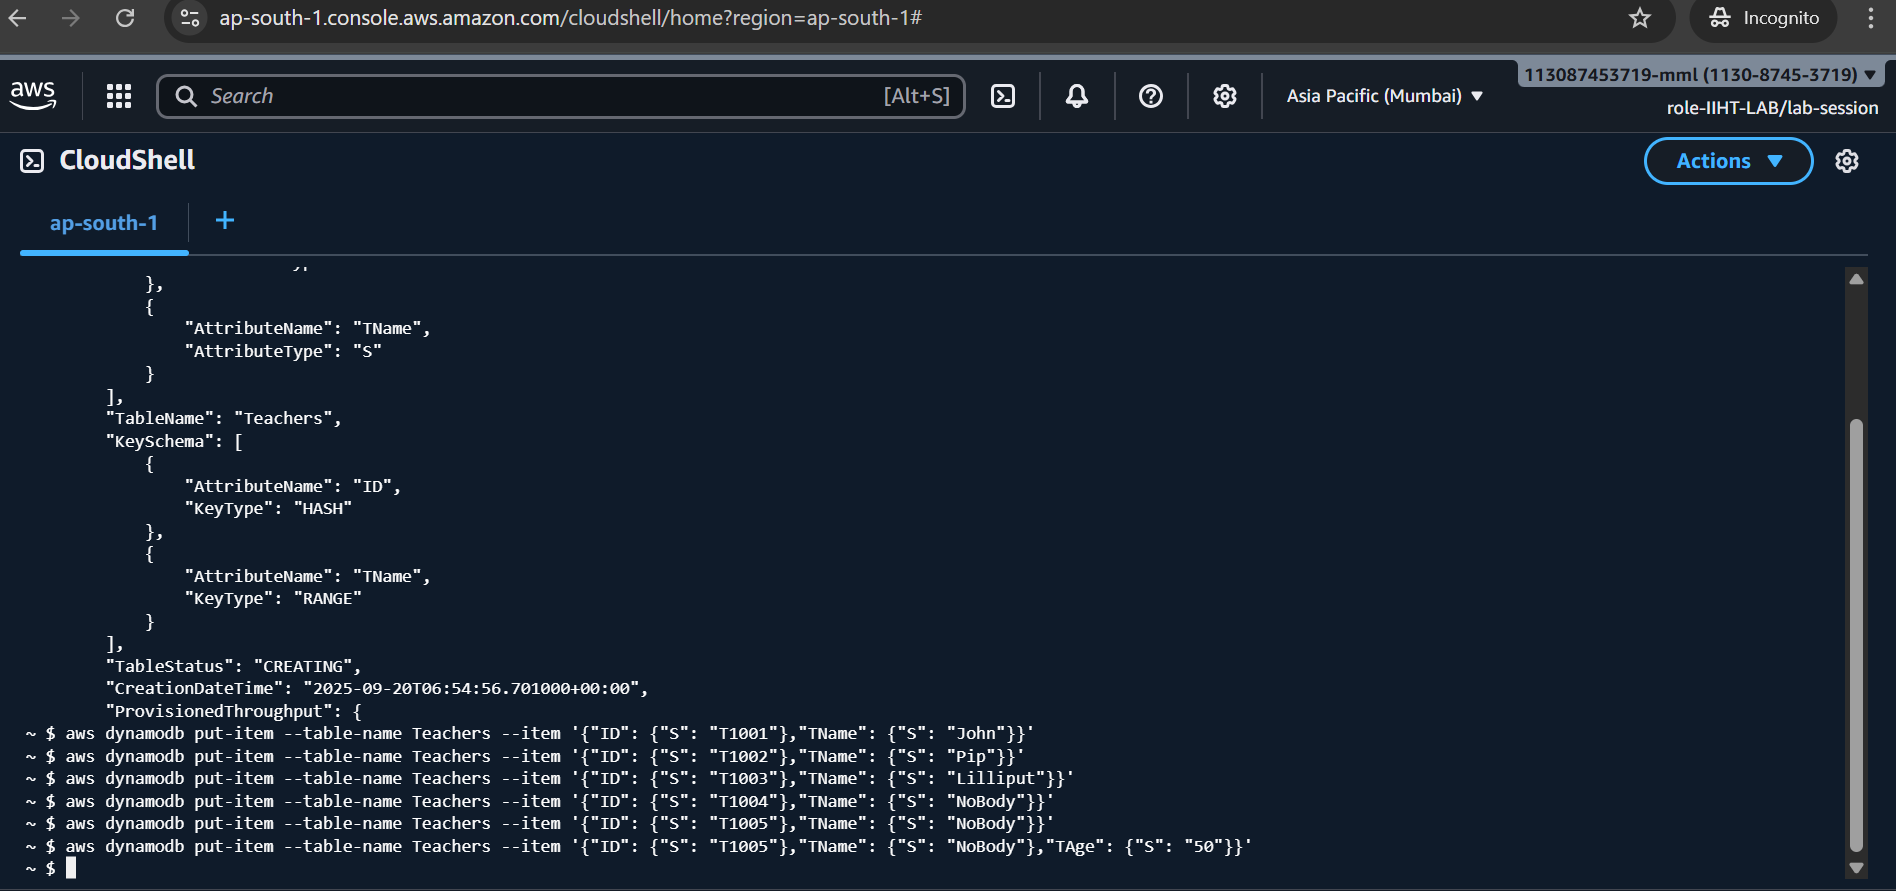 ap-south-1.console.aws.amazon.com/cloudshell/home?region=ap-south-1#
Incognito
aws
Search
[Alt+S]
Asia Pacific (Mumbai)
113087453719-mml (1130-8745-3719)
role-IIHT-LAB/lab-session
CloudShell
Actions
ap-south-1
+
},
{
"AttributeName": "TName",
"AttributeType": "S"
}
],
"TableName": "Teachers",
"KeySchema": [
{
"AttributeName": "ID",
"KeyType": "HASH"
},
{
"AttributeName": "TName",
"KeyType": "RANGE"
}
],
"TableStatus": "CREATING",
"CreationDateTime": "2025-09-20T06:54:56.701000+00:00",
"ProvisionedThroughput": {
~ $ aws dynamodb put-item --table-name Teachers --item '{"ID": {"S": "T1001"},"TName": {"S": "John"}}'
~ $ aws dynamodb put-item --table-name Teachers --item '{"ID": {"S": "T1002"},"TName": {"S": "Pip"}}'
~ $ aws dynamodb put-item --table-name Teachers --item '{"ID": {"S": "T1003"},"TName": {"S": "Lilliput"}}'
~ $ aws dynamodb put-item --table-name Teachers --item '{"ID": {"S": "T1004"},"TName": {"S": "NoBody"}}'
~ $ aws dynamodb put-item --table-name Teachers --item '{"ID": {"S": "T1005"},"TName": {"S": "NoBody"}}'
~ $ aws dynamodb put-item --table-name Teachers --item '{"ID": {"S": "T1005"},"TName": {"S": "NoBody"},"TAge": {"S": "50"}}'
~ $